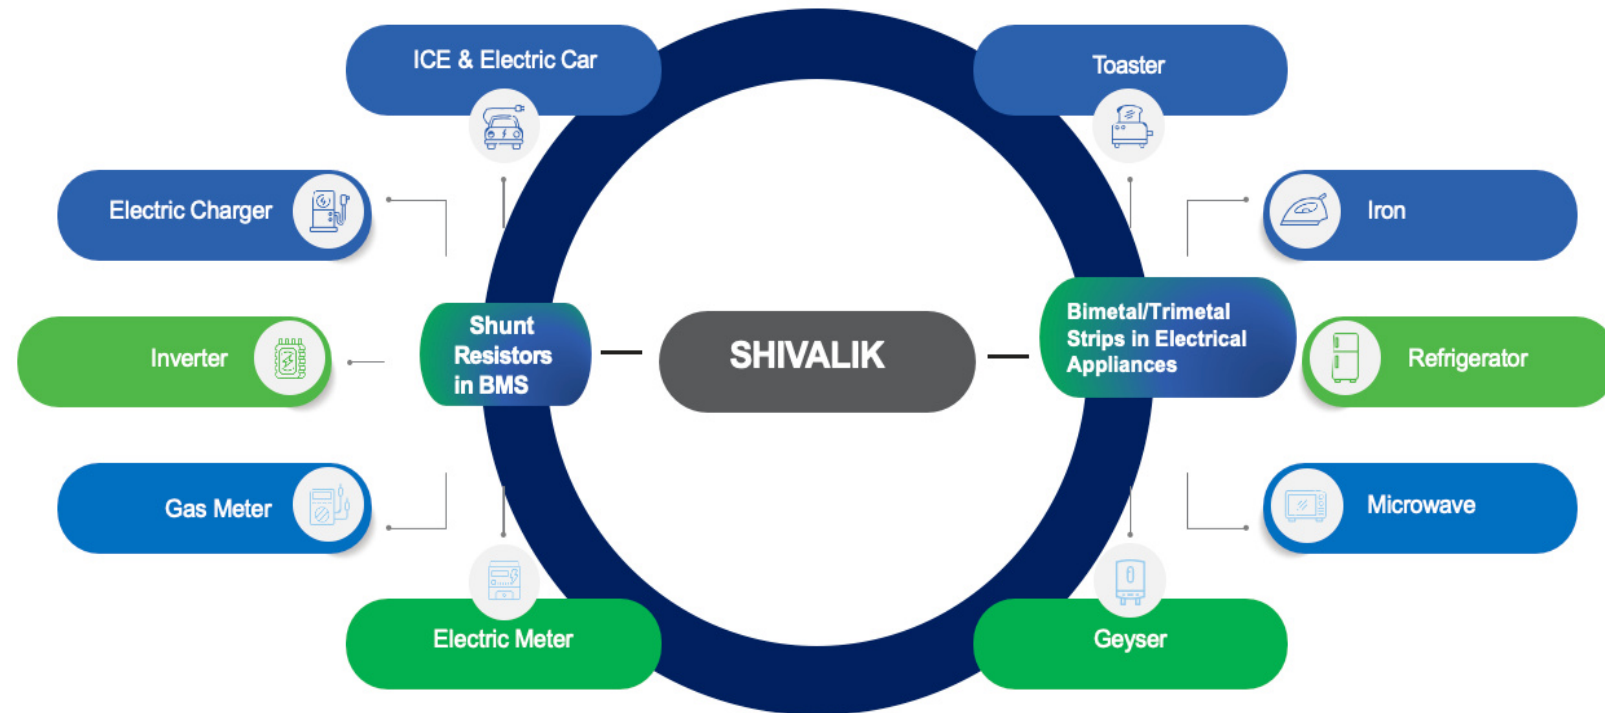 ICE & Electric Car
Toaster
Electric Charger
Iron
Shunt
Resistors
in BMS
SHIVALIK
Bimetal/Trimetal
Strips in Electrical
Appliances
Inverter
Refrigerator
Gas Meter
Microwave
Electric Meter
Geyser